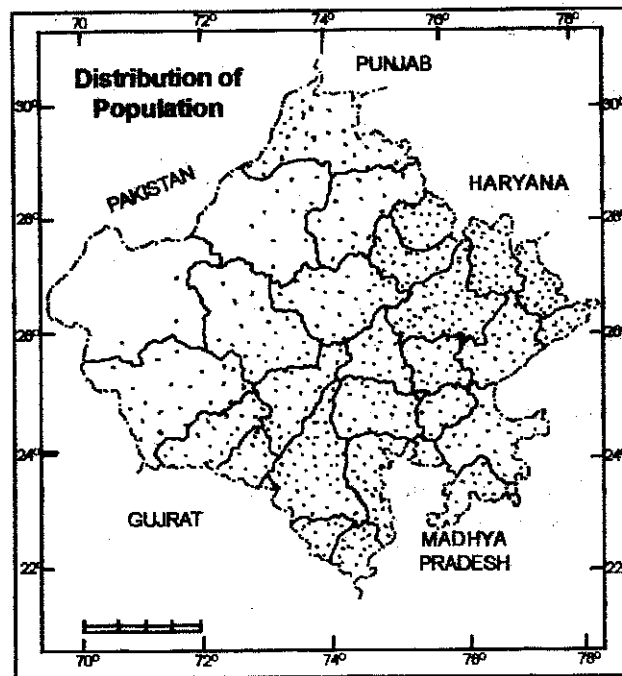 70 72° 74° 76° 78°
Distribution of
Population
PUNJAB
30° 30°
PAKISTAN
HARYANA
28° 28°
26° 26°
24° 24°
GUJRAT
MADHYA
PRADESH
22° 22°
70° 72° 74° 76° 78°